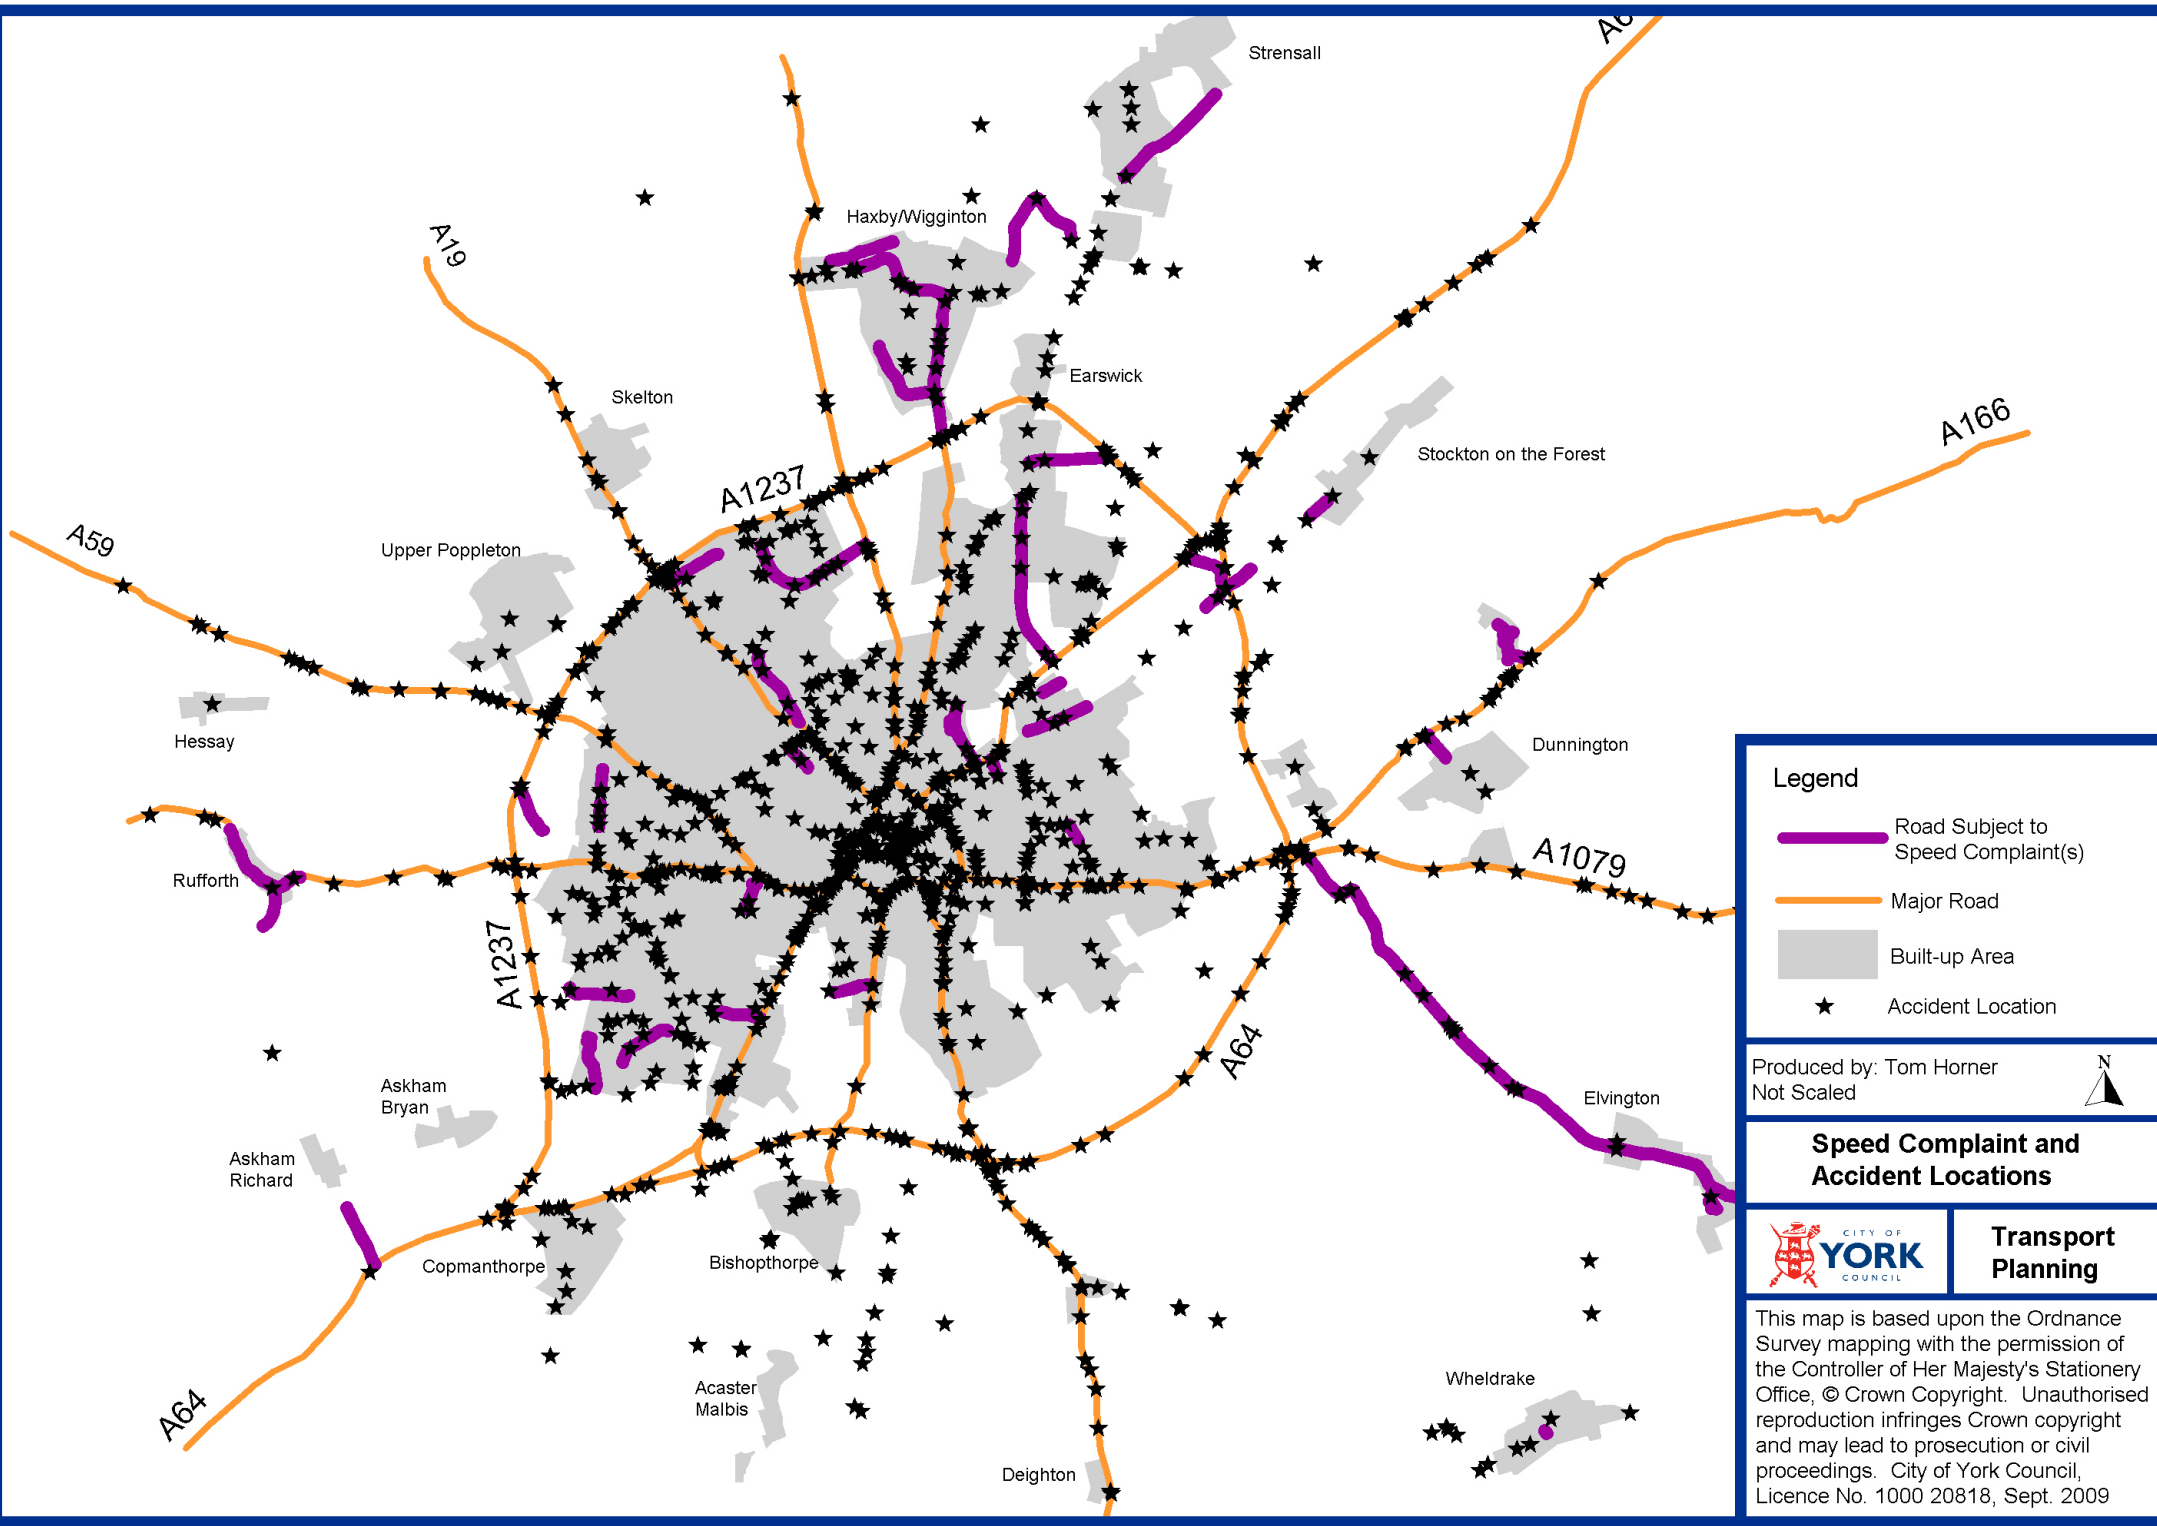 Strensall
A6
Haxby/Wigginton
A19
Earswick
Skelton
A166
Stockton on the Forest
A1237
A59
Upper Poppleton
Hessay
Dunnington
Rufforth
A1079
A1237
A64
Askham
Bryan
Elvington
Askham
Richard
Copmanthorpe
Bishopthorpe
A64
Acaster
Malbis
Wheldrake
Deighton
Legend
Road Subject to
Speed Complaint(s)
Major Road
Built-up Area
Accident Location
Produced by: Tom Horner
Not Scaled
N
Speed Complaint and
Accident Locations
CITY OF
YORK
COUNCIL
Transport
Planning
This map is based upon the Ordnance
Survey mapping with the permission of
the Controller of Her Majesty's Stationery
Office, © Crown Copyright.  Unauthorised
reproduction infringes Crown copyright
and may lead to prosecution or civil
proceedings.  City of York Council,
Licence No. 1000 20818, Sept. 2009